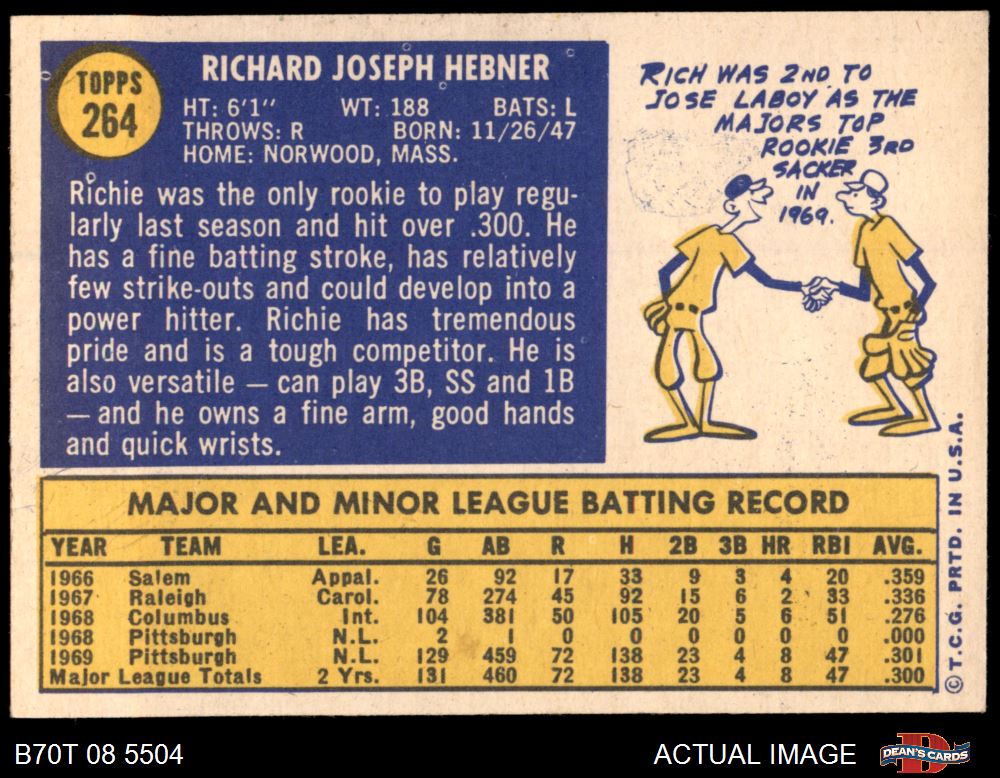 TOPPS
264
RICHARD JOSEPH HEBNER
HT: 6'1" WT: 188 BATS: L
THROWS: R BORN: 11/26/47
HOME: NORWOOD, MASS.
Richie was the only rookie to play regu-
larly last season and hit over .300. He
has a fine batting stroke, has relatively
few strike-outs and could develop into a
power hitter. Richie has tremendous
pride and is a tough competitor. He is
also versatile — can play 3B, SS and 1B
— and he owns a fine arm, good hands
and quick wrists.
RICH WAS 2ND TO
JOSE LABOY AS THE
MAJORS TOP
ROOKIE 3RD
SACKER
IN
1969.
MAJOR AND MINOR LEAGUE BATTING RECORD
YEAR TEAM LEA. G AB R H 2B 3B HR RBI AVG.
1966 Salem Appal. 26 92 17 33 9 3 4 20 .359
1967 Raleigh Carol. 78 274 45 92 15 6 2 33 .336
1968 Columbus Int. 104 381 50 105 20 5 6 51 .276
1968 Pittsburgh N.L. 2 1 0 0 0 0 0 0 .000
1969 Pittsburgh N.L. 129 459 72 138 23 4 8 47 .301
Major League Totals 2 Yrs. 131 460 72 138 23 4 8 47 .300
©T.C.G. PRTD. IN U.S.A.
B70T 08 5504
ACTUAL IMAGE
DEAN'S CARDS